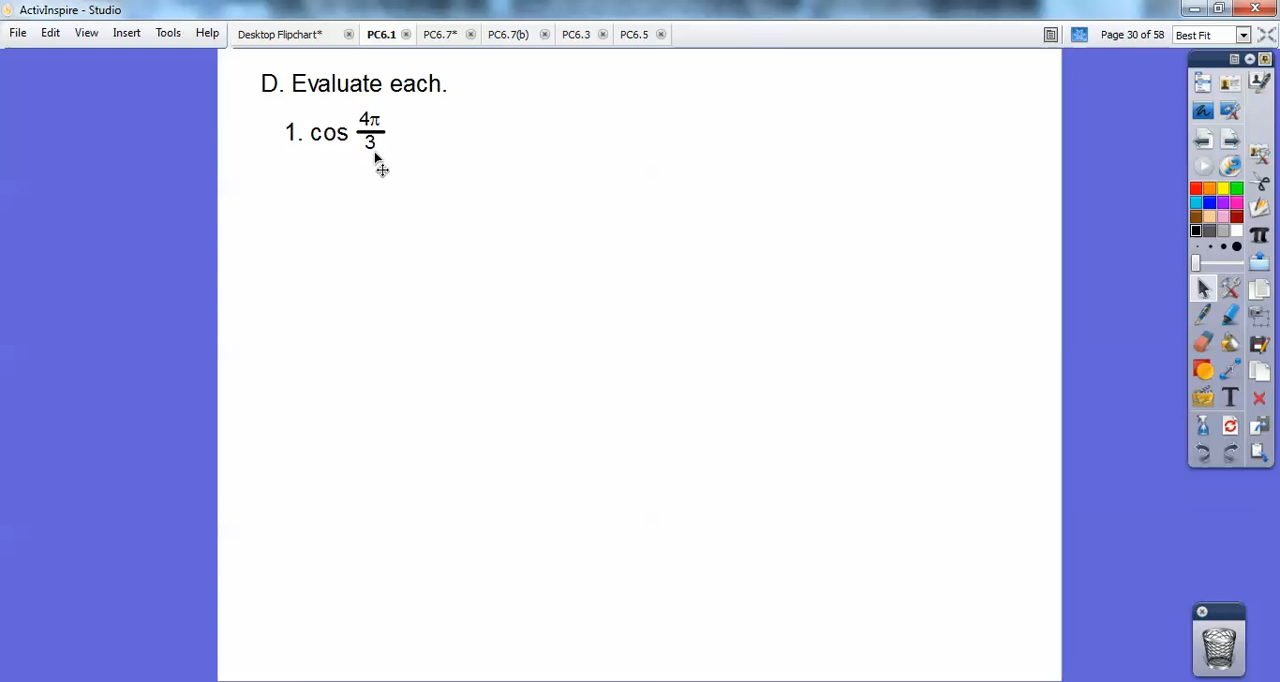 ActivInspire - Studio
File Edit View Insert Tools Help
Desktop Flipchart* PC6.1 PC6.7* PC6.7(b) PC6.3 PC6.5
Page 30 of 58 Best Fit
D. Evaluate each.
1. cos 4π/3